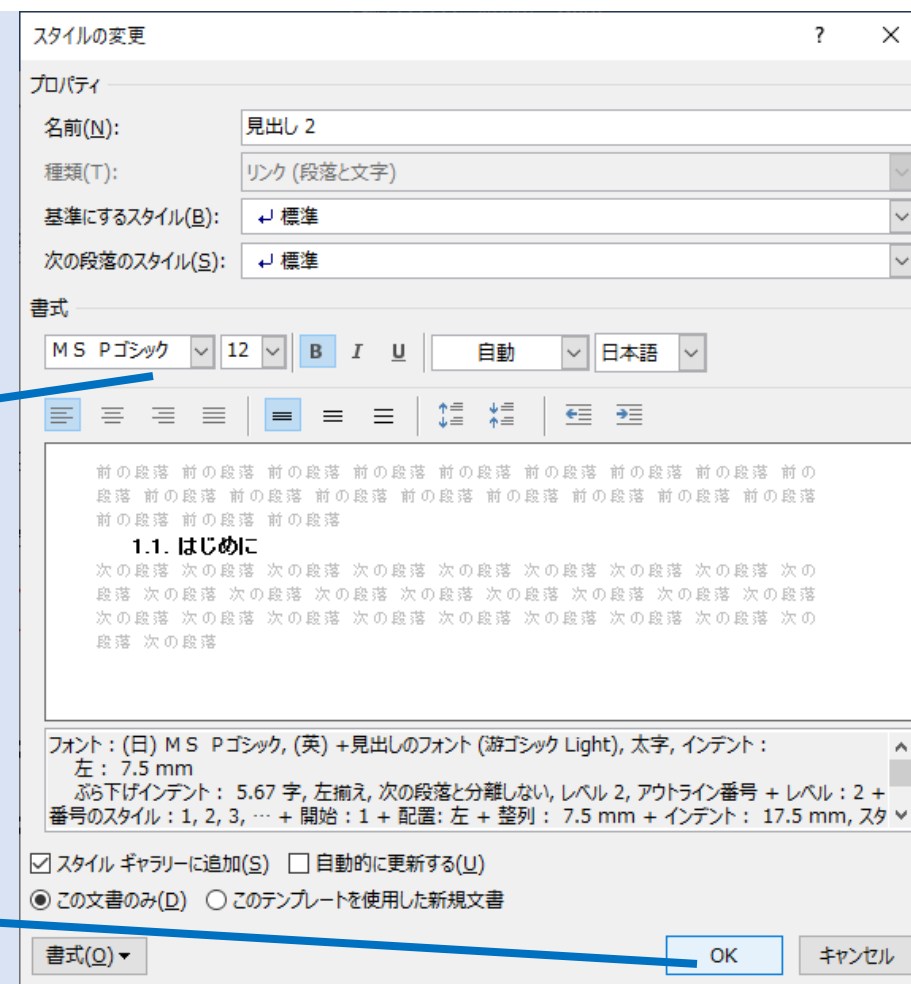 スタイルの変更 ? ×
プロパティ
名前(N): 見出し 2
種類(T): リンク (段落と文字)
基準にするスタイル(B): ↵ 標準
次の段落のスタイル(S): ↵ 標準
書式
ＭＳ Ｐゴシック 12 B I U 自動 日本語
前の段落 前の段落 前の段落 前の段落 前の段落 前の段落 前の段落 前の段落 前の
段落 前の段落 前の段落 前の段落 前の段落 前の段落 前の段落 前の段落 前の段落
前の段落 前の段落 前の段落
1.1. はじめに
次の段落 次の段落 次の段落 次の段落 次の段落 次の段落 次の段落 次の段落 次の
段落 次の段落 次の段落 次の段落 次の段落 次の段落 次の段落 次の段落 次の段落
次の段落 次の段落 次の段落 次の段落 次の段落 次の段落 次の段落 次の段落 次の
段落 次の段落
フォント：(日) ＭＳ Ｐゴシック, (英) +見出しのフォント (游ゴシック Light), 太字, インデント：
左： 7.5 mm
ぶら下げインデント： 5.67 字, 左揃え, 次の段落と分離しない, レベル 2, アウトライン番号 + レベル：2 +
番号のスタイル：1, 2, 3, … + 開始：1 + 配置: 左 + 整列： 7.5 mm + インデント： 17.5 mm, スタ
スタイル ギャラリーに追加(S) 自動的に更新する(U)
この文書のみ(D) このテンプレートを使用した新規文書
書式(O) OK キャンセル